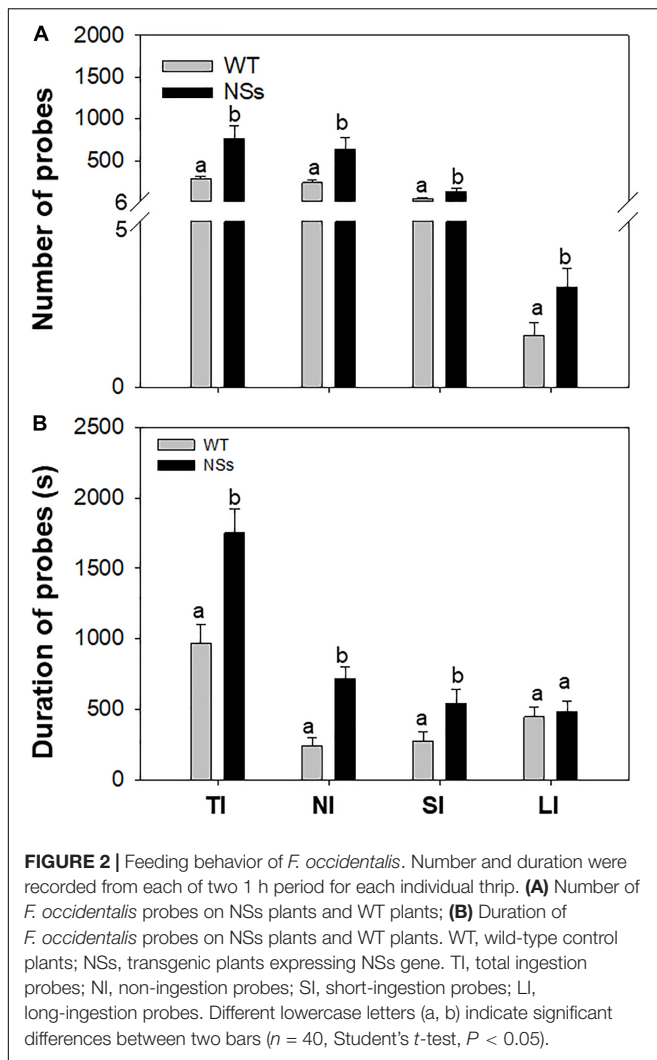 A
2000
1500
1000
500
6
5
0
Number of probes
WT
NSs
a b a b a b a b
B
2500
2000
1500
1000
500
0
Duration of probes (s)
WT
NSs
a b a b a b a a
TI NI SI LI
FIGURE 2 | Feeding behavior of F. occidentalis. Number and duration were
recorded from each of two 1 h period for each individual thrip. (A) Number of
F. occidentalis probes on NSs plants and WT plants; (B) Duration of
F. occidentalis probes on NSs plants and WT plants. WT, wild-type control
plants; NSs, transgenic plants expressing NSs gene. TI, total ingestion
probes; NI, non-ingestion probes; SI, short-ingestion probes; LI,
long-ingestion probes. Different lowercase letters (a, b) indicate significant
differences between two bars (n = 40, Student's t-test, P < 0.05).